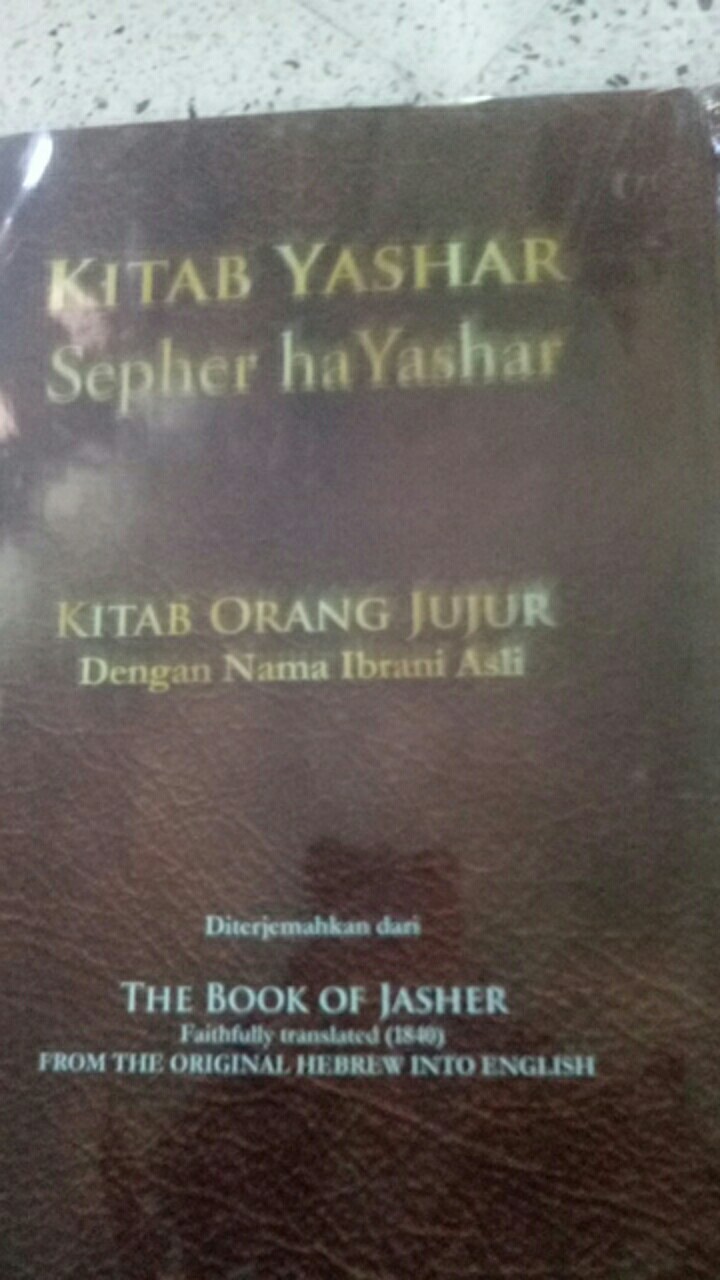 KITAB YASHAR
Sepher haYashar
KITAB ORANG JUJUR
Dengan Nama Ibrani Asli
Diterjemahkan dari
THE BOOK OF JASHER
Faithfully translated (1840)
FROM THE ORIGINAL HEBREW INTO ENGLISH